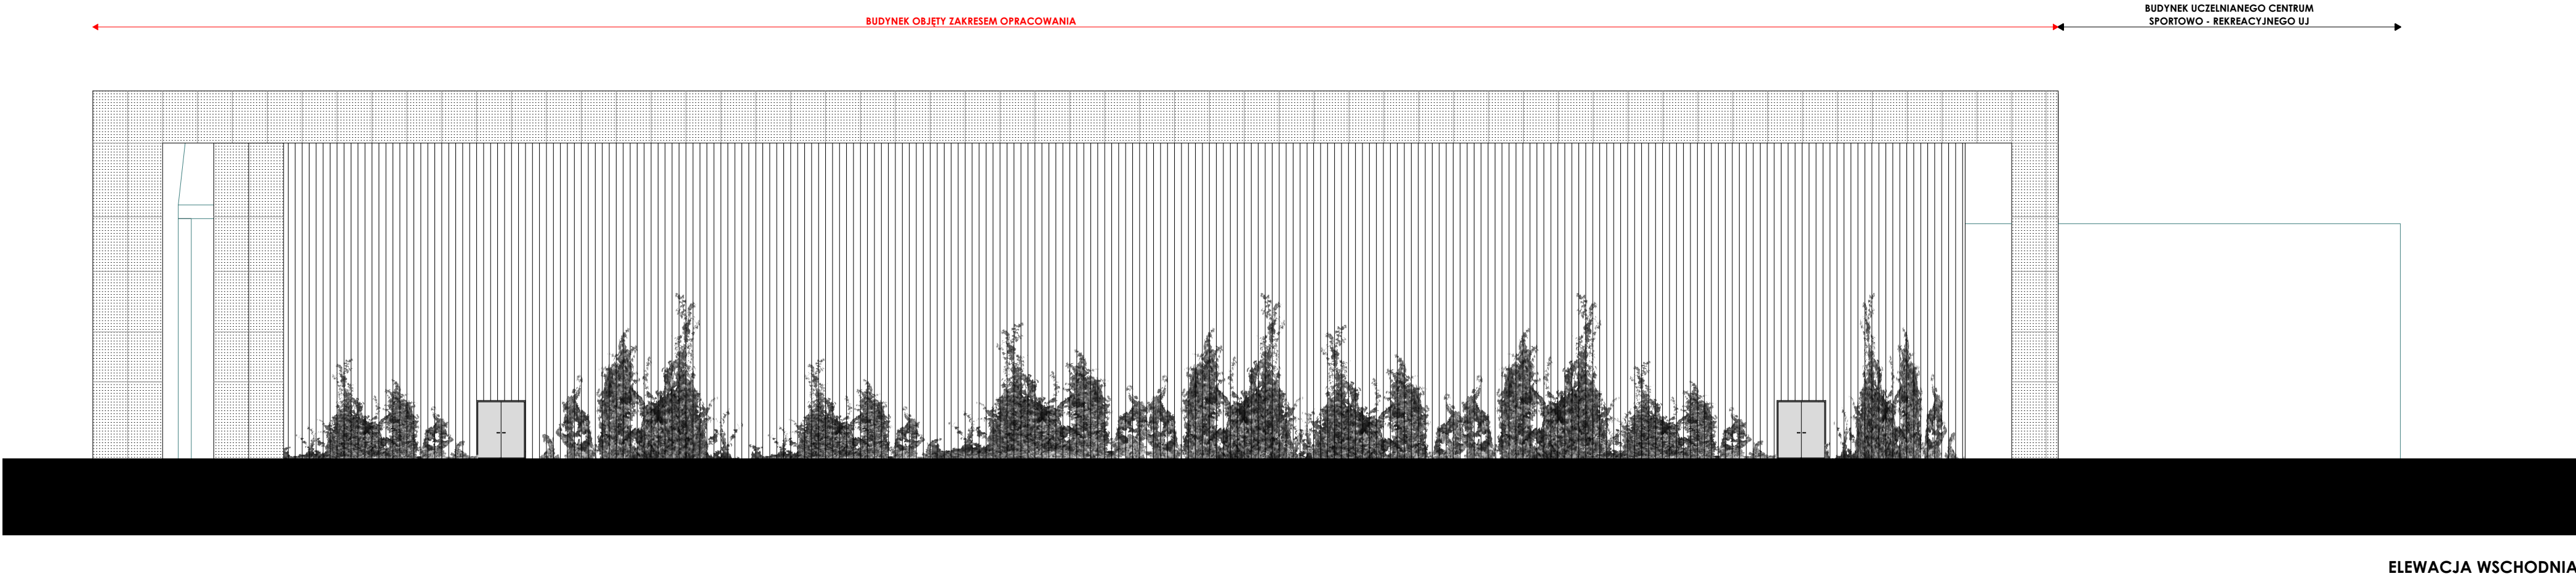 BUDYNEK OBJĘTY ZAKRESEM OPRACOWANIA
BUDYNEK UCZELNIANEGO CENTRUM
SPORTOWO - REKREACYJNEGO UJ
ELEWACJA WSCHODNIA